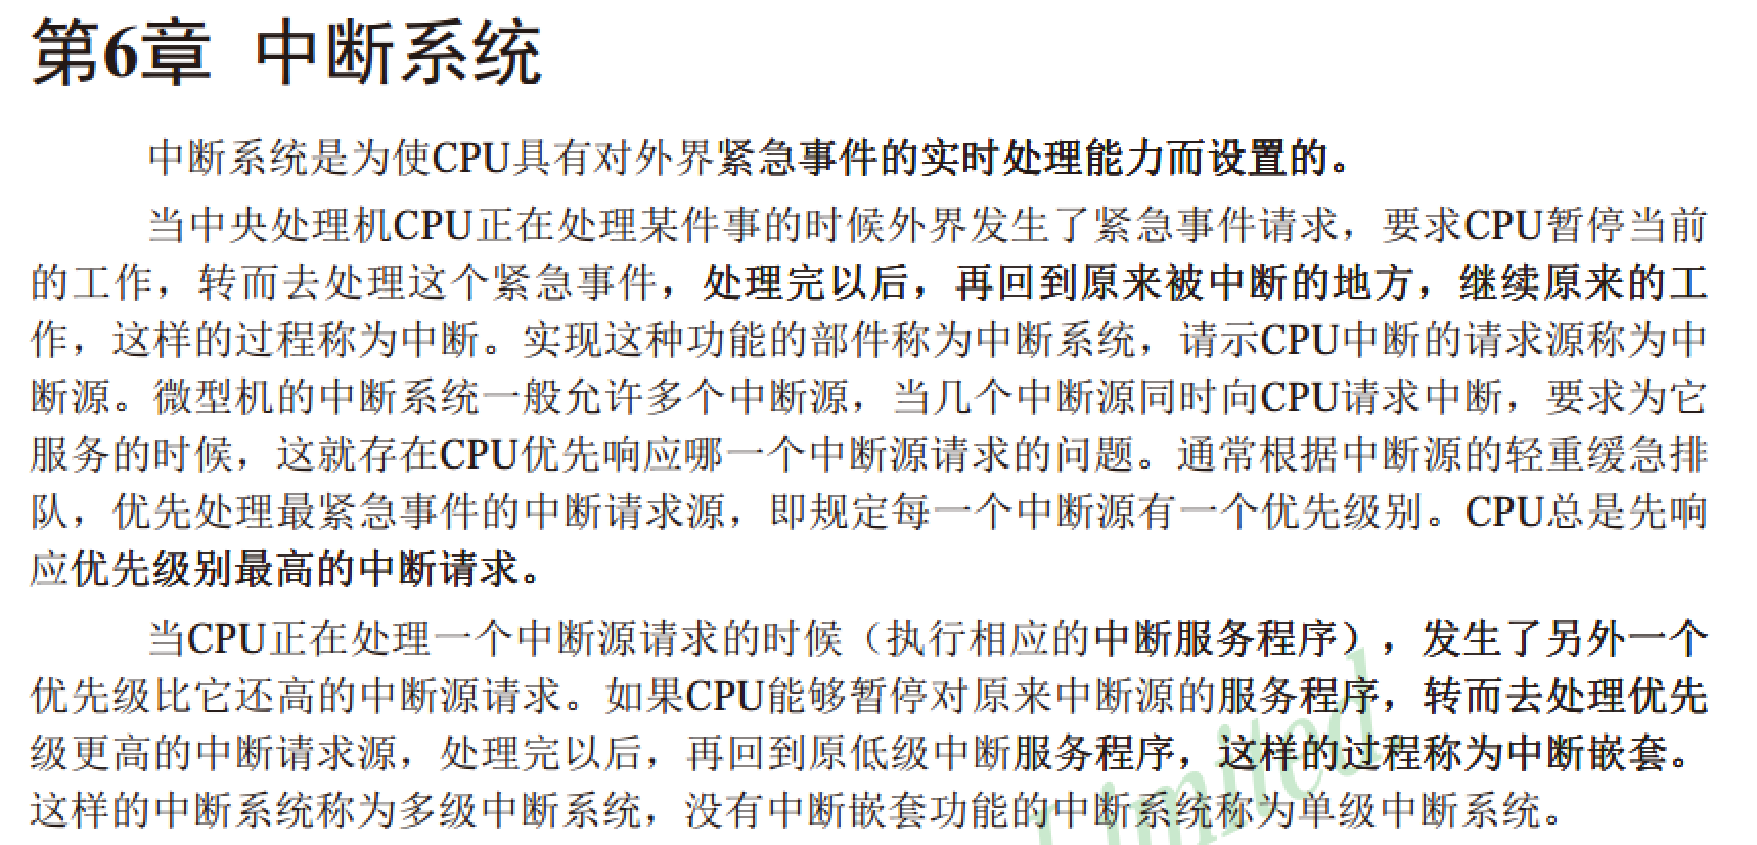 第6章 中断系统
中断系统是为使CPU具有对外界紧急事件的实时处理能力而设置的。
当中央处理机CPU正在处理某件事的时候外界发生了紧急事件请求，要求CPU暂停当前
的工作，转而去处理这个紧急事件，处理完以后，再回到原来被中断的地方，继续原来的工
作，这样的过程称为中断。实现这种功能的部件称为中断系统，请示CPU中断的请求源称为中
断源。微型机的中断系统一般允许多个中断源，当几个中断源同时向CPU请求中断，要求为它
服务的时候，这就存在CPU优先响应哪一个中断源请求的问题。通常根据中断源的轻重缓急排
队，优先处理最紧急事件的中断请求源，即规定每一个中断源有一个优先级别。CPU总是先响
应优先级别最高的中断请求。
当CPU正在处理一个中断源请求的时候（执行相应的中断服务程序），发生了另外一个
优先级比它还高的中断源请求。如果CPU能够暂停对原来中断源的服务程序，转而去处理优先
级更高的中断请求源，处理完以后，再回到原低级中断服务程序，这样的过程称为中断嵌套。
这样的中断系统称为多级中断系统，没有中断嵌套功能的中断系统称为单级中断系统。
Limited